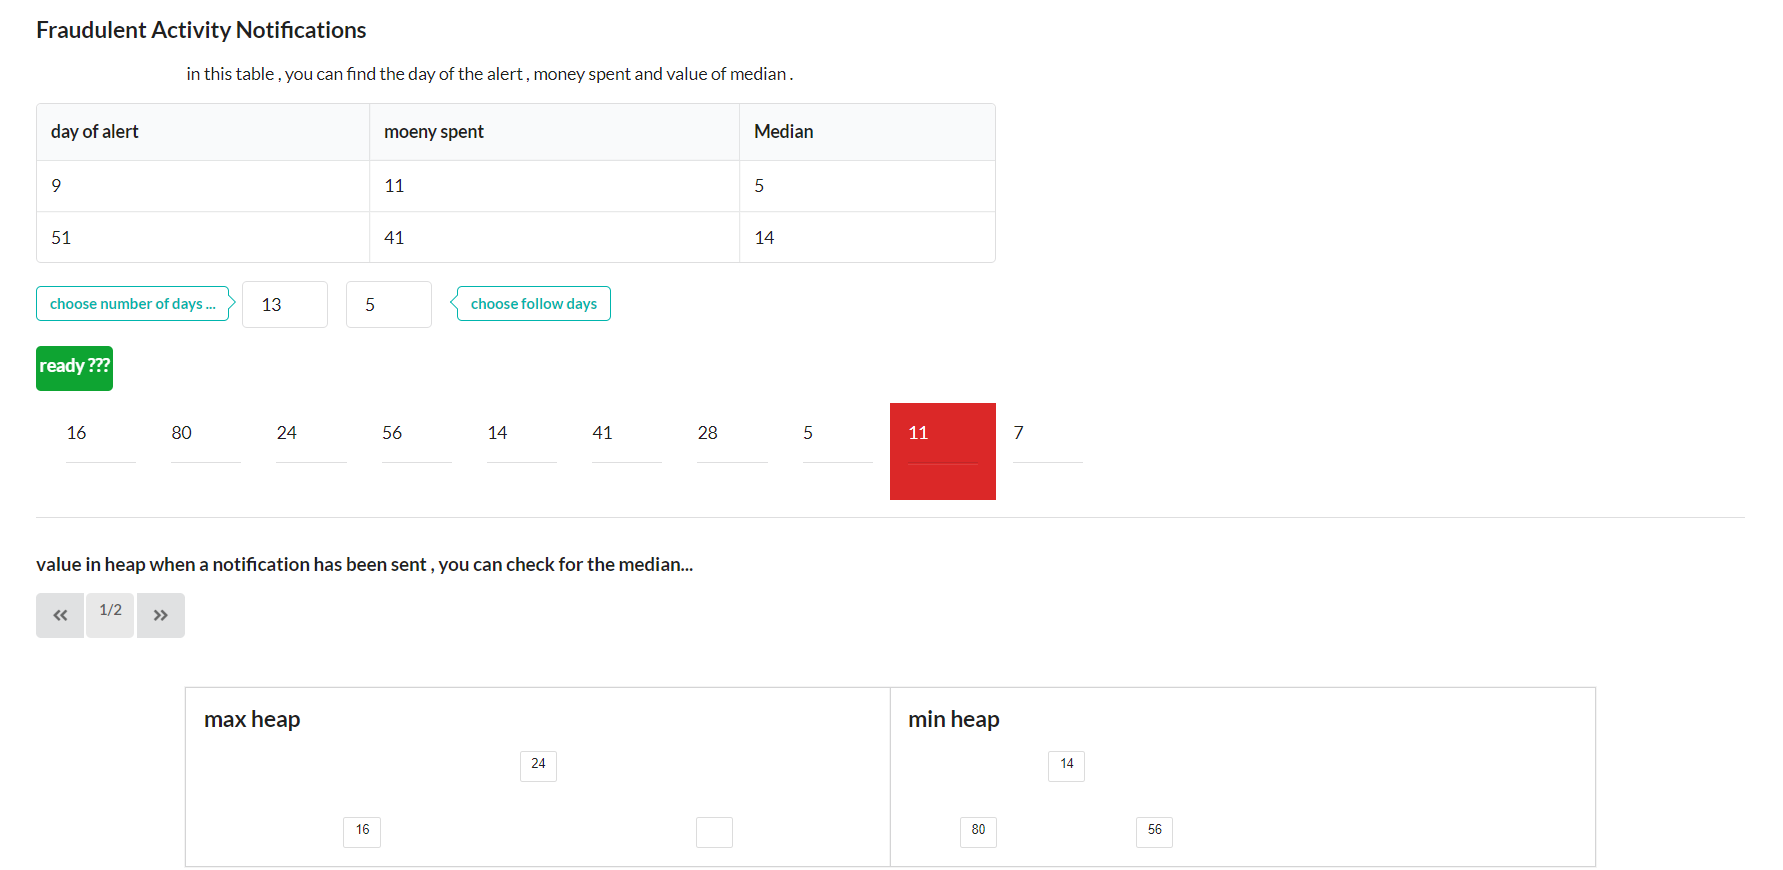 Fraudulent Activity Notifications
in this table , you can find the day of the alert , money spent and value of median .
day of alert moeny spent Median
9 11 5
51 41 14
choose number of days ... 13 5 choose follow days
ready ???
16 80 24 56 14 41 28 5 11 7
value in heap when a notification has been sent , you can check for the median...
« 1/2 »
max heap min heap
24 14
16 80 56